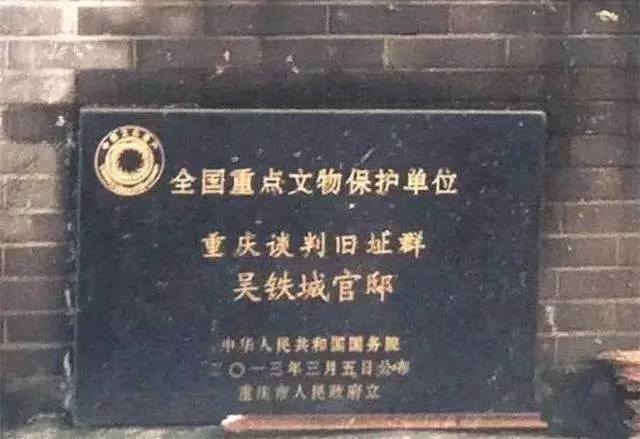 全国重点文物保护单位
重庆谈判旧址群
吴铁城官邸
中华人民共和国国务院
二〇一三年三月五日公布
重庆市人民政府立